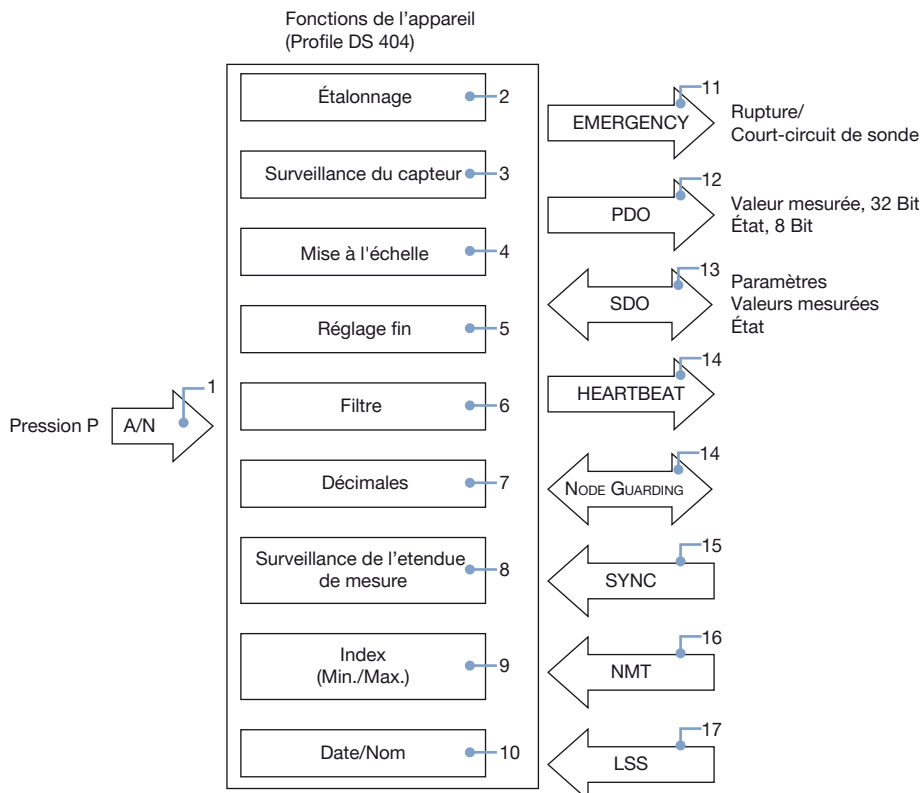 Fonctions de l'appareil
(Profile DS 404)
Étalonnage
2
Surveillance du capteur
3
Mise à l'échelle
4
Réglage fin
5
Pression P
A/N
1
Filtre
6
Décimales
7
Surveillance de l'etendue
de mesure
8
Index
(Min./Max.)
9
Date/Nom
10
11
EMERGENCY
Rupture/
Court-circuit de sonde
12
PDO
Valeur mesurée, 32 Bit
État, 8 Bit
13
SDO
Paramètres
Valeurs mesurées
État
14
HEARTBEAT
14
NODE GUARDING
15
SYNC
16
NMT
17
LSS